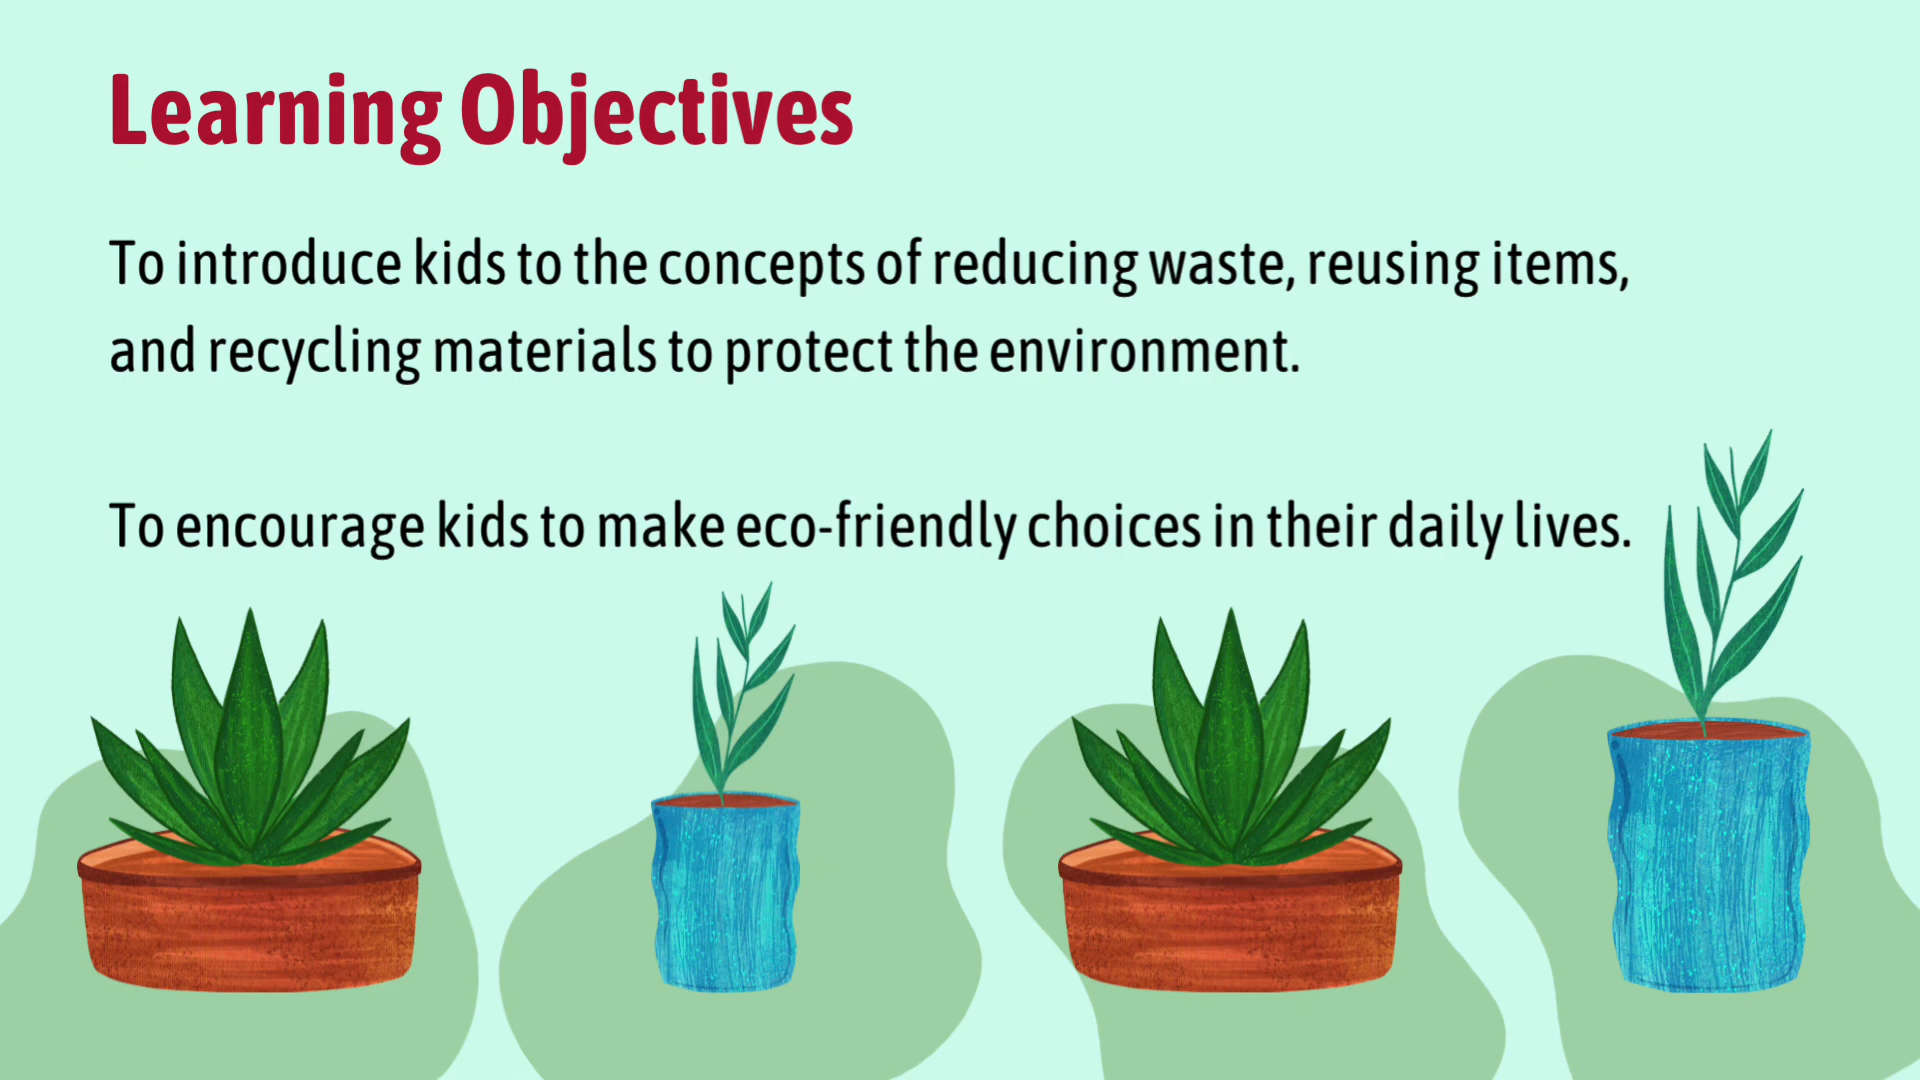 Learning Objectives
To introduce kids to the concepts of reducing waste, reusing items,
and recycling materials to protect the environment.
To encourage kids to make eco-friendly choices in their daily lives.